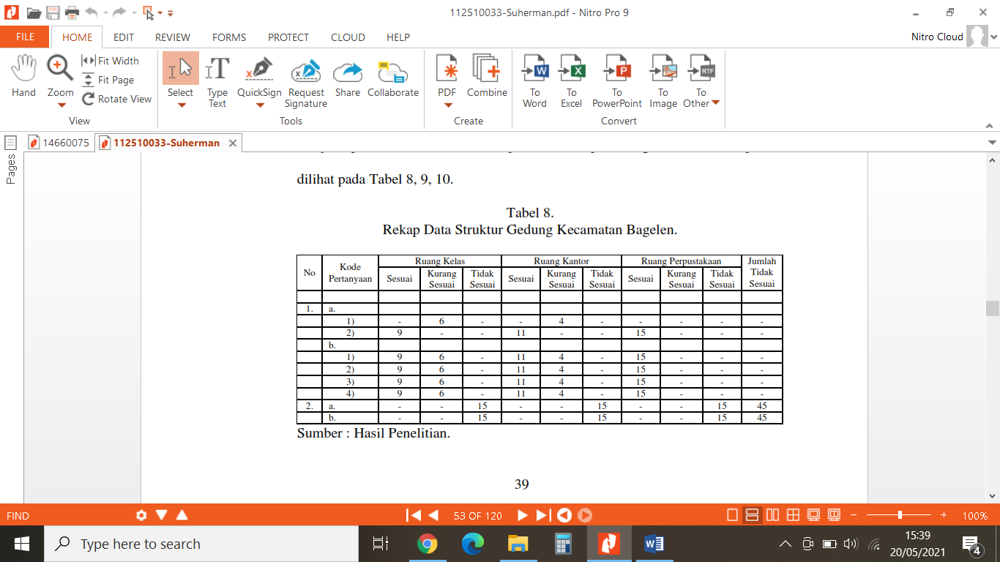 112510033-Suherman.pdf - Nitro Pro 9
FILE HOME EDIT REVIEW FORMS PROTECT CLOUD HELP Nitro Cloud
Hand
Zoom
Fit Width
Fit Page
Rotate View
View
Select
Type Text
QuickSign
Request Signature
Share
Collaborate
Tools
PDF
Combine
Create
To Word
To Excel
To PowerPoint
To Image
To Other
Convert
14660075 112510033-Suherman
Pages
dilihat pada Tabel 8, 9, 10.
Tabel 8.
Rekap Data Struktur Gedung Kecamatan Bagelen.
No Kode Pertanyaan Ruang Kelas Ruang Kantor Ruang Perpustakaan Jumlah Tidak Sesuai
Sesuai Kurang Sesuai Tidak Sesuai Sesuai Kurang Sesuai Tidak Sesuai Sesuai Kurang Sesuai Tidak Sesuai
1. a.
1) - 6 - - 4 - - - - -
2) 9 - - 11 - - 15 - - -
b.
1) 9 6 - 11 4 - 15 - - -
2) 9 6 - 11 4 - 15 - - -
3) 9 6 - 11 4 - 15 - - -
4) 9 6 - 11 4 - 15 - - -
2. a. - - 15 - - 15 - - 15 45
b. - - 15 - - 15 - - 15 45
Sumber : Hasil Penelitian.
39
FIND 53 OF 120 100%
Type here to search
W
15:39
20/05/2021
4